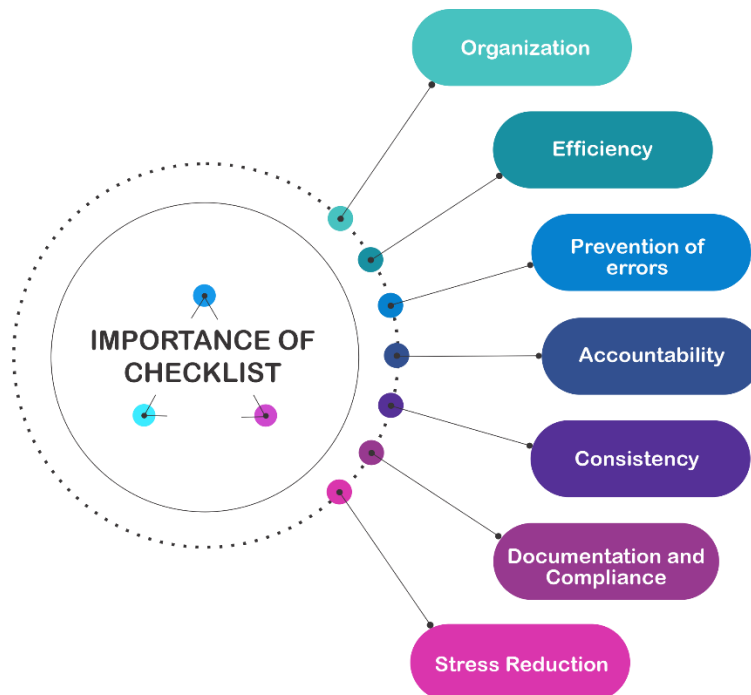 Organization
Efficiency
Prevention of
errors
IMPORTANCE OF
CHECKLIST
Accountability
Consistency
Documentation and
Compliance
Stress Reduction